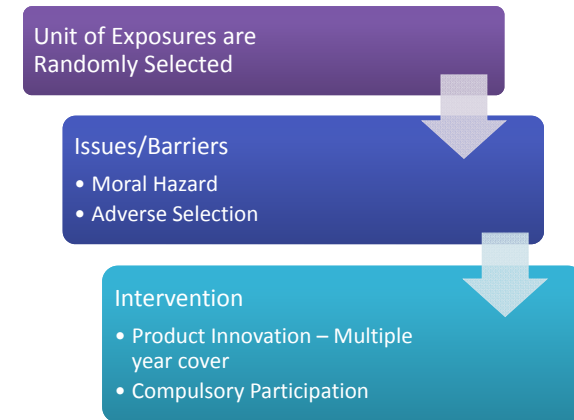 Unit of Exposures are
Randomly Selected
Issues/Barriers
• Moral Hazard
• Adverse Selection
Intervention
• Product Innovation – Multiple
year cover
• Compulsory Participation